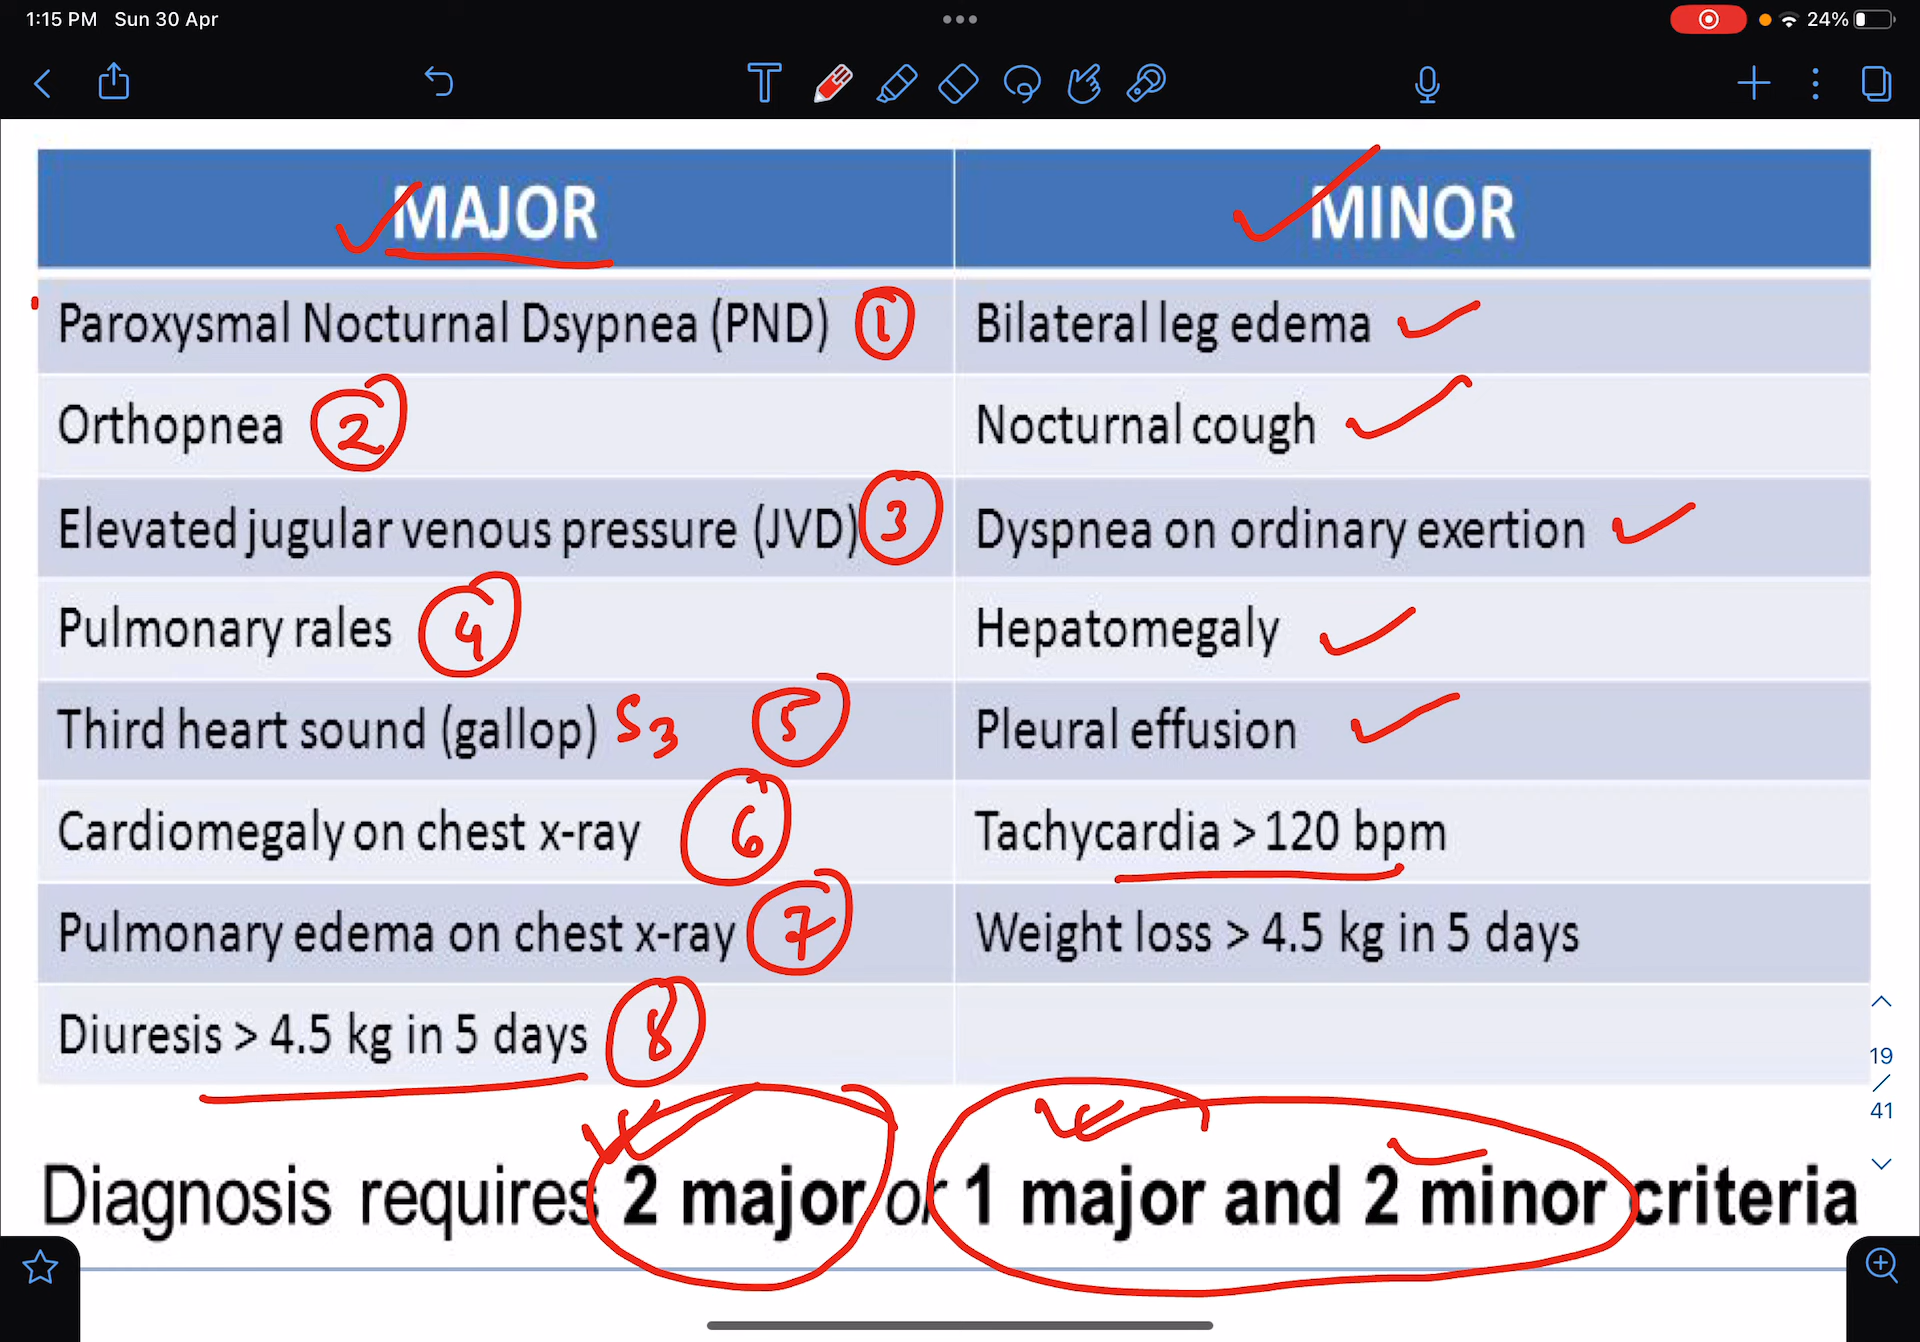 1:15 PM Sun 30 Apr
24%
MAJOR MINOR
Paroxysmal Nocturnal Dsypnea (PND) 1 Bilateral leg edema
Orthopnea 2 Nocturnal cough
Elevated jugular venous pressure (JVD) 3 Dyspnea on ordinary exertion
Pulmonary rales 4 Hepatomegaly
Third heart sound (gallop) S3 5 Pleural effusion
Cardiomegaly on chest x-ray 6 Tachycardia > 120 bpm
Pulmonary edema on chest x-ray 7 Weight loss > 4.5 kg in 5 days
Diuresis > 4.5 kg in 5 days 8
19
/
41
Diagnosis requires 2 major or 1 major and 2 minor criteria